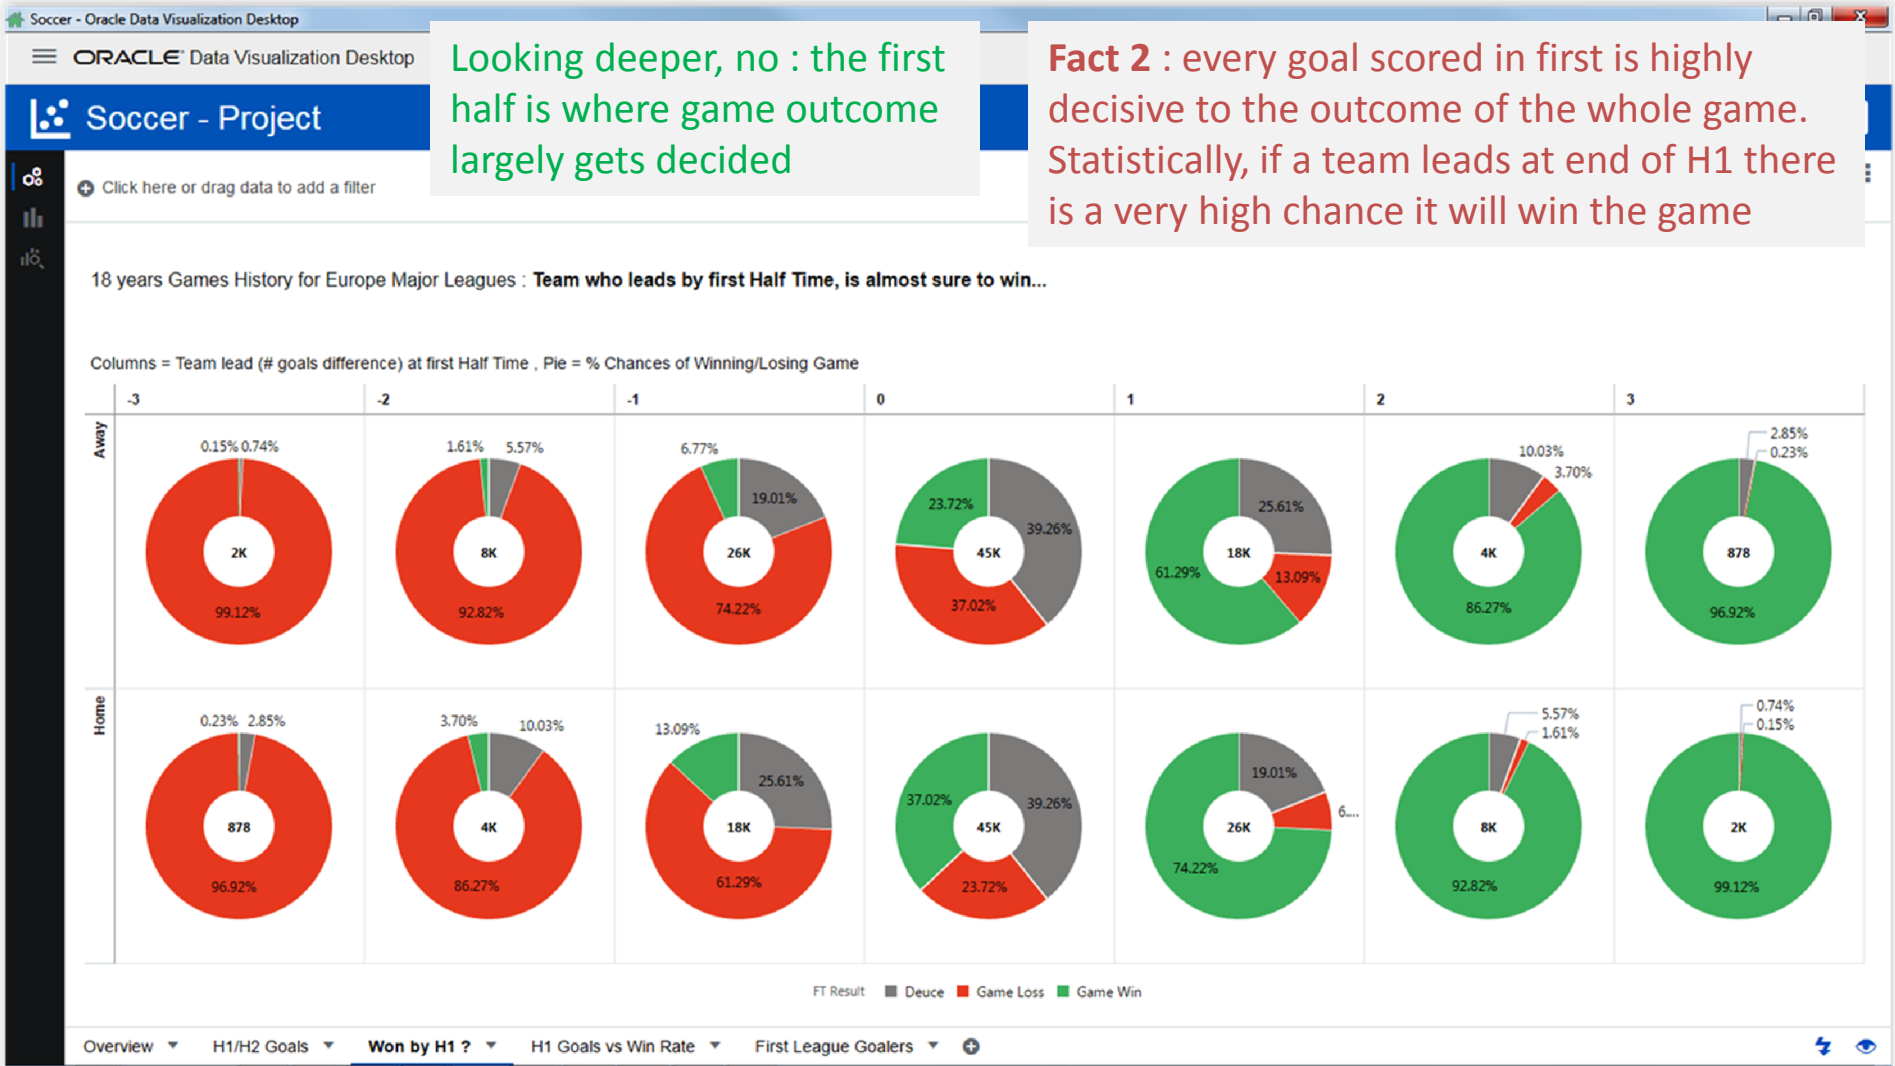 Soccer - Oracle Data Visualization Desktop
ORACLE Data Visualization Desktop
Soccer - Project
Looking deeper, no : the first
half is where game outcome
largely gets decided
Fact 2 : every goal scored in first is highly
decisive to the outcome of the whole game.
Statistically, if a team leads at end of H1 there
is a very high chance it will win the game
Click here or drag data to add a filter
18 years Games History for Europe Major Leagues : Team who leads by first Half Time, is almost sure to win...
Columns = Team lead (# goals difference) at first Half Time , Pie = % Chances of Winning/Losing Game
-3 -2 -1 0 1 2 3
Away
0.15% 0.74%
2K
99.12%
1.61% 5.57%
8K
92.82%
6.77%
19.01%
26K
74.22%
23.72%
39.26%
45K
37.02%
25.61%
18K
61.29%
13.09%
10.03%
3.70%
4K
86.27%
2.85%
0.23%
878
96.92%
Home
0.23% 2.85%
878
96.92%
3.70% 10.03%
4K
86.27%
13.09%
25.61%
18K
61.29%
37.02%
39.26%
45K
23.72%
19.01%
6....
26K
74.22%
5.57%
1.61%
8K
92.82%
0.74%
0.15%
2K
99.12%
FT Result Deuce Game Loss Game Win
Overview H1/H2 Goals Won by H1 ? H1 Goals vs Win Rate First League Goalers